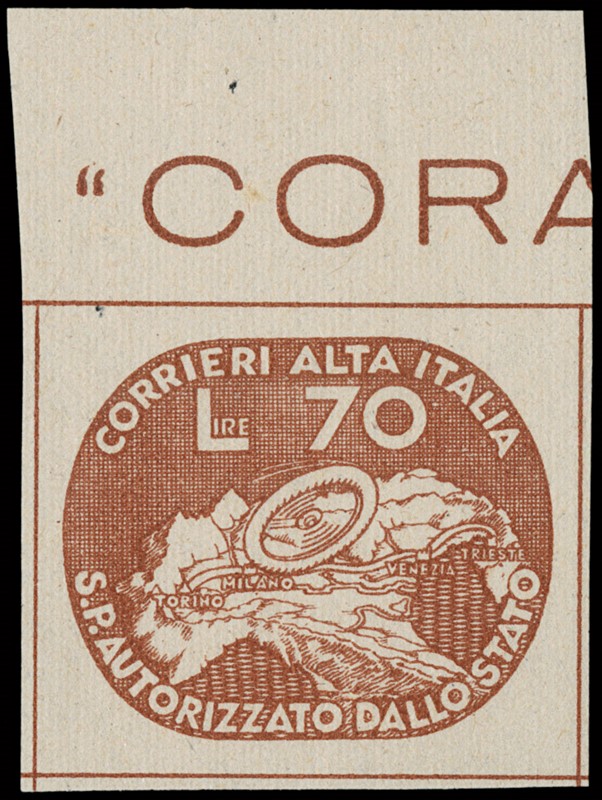 "CORA
CORRIERI ALTA ITALIA
LIRE 70
TRIESTE
VENEZIA
MILANO
TORINO
S.P. AUTORIZZATO DALLO STATO